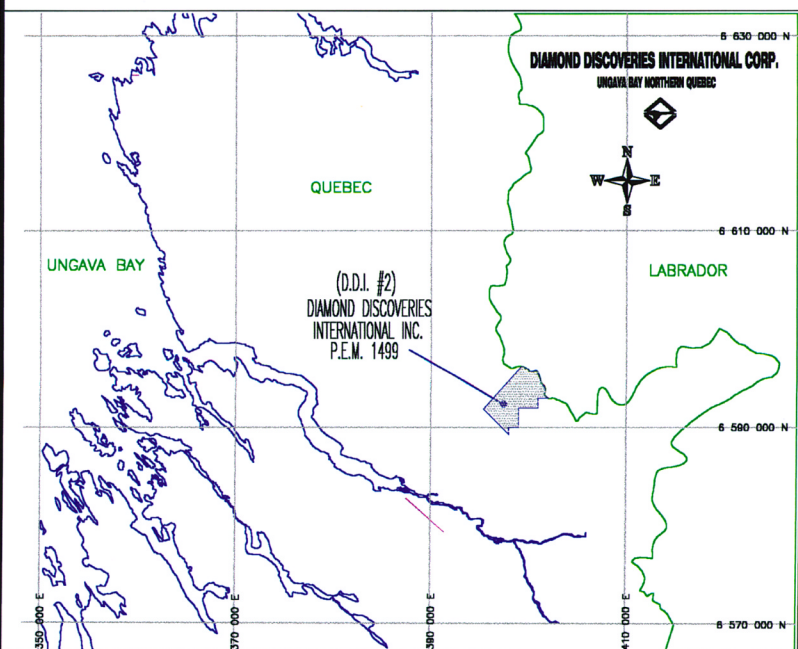 6 630 000 N
DIAMOND DISCOVERIES INTERNATIONAL CORP.
UNGAVA BAY NORTHERN QUEBEC
N
W E
S
QUEBEC
6 610 000 N
UNGAVA BAY
LABRADOR
(D.D.I. #2)
DIAMOND DISCOVERIES
INTERNATIONAL INC.
P.E.M. 1499
6 590 000 N
350 000 E
370 000 E
390 000 E
410 000 E
6 570 000 N